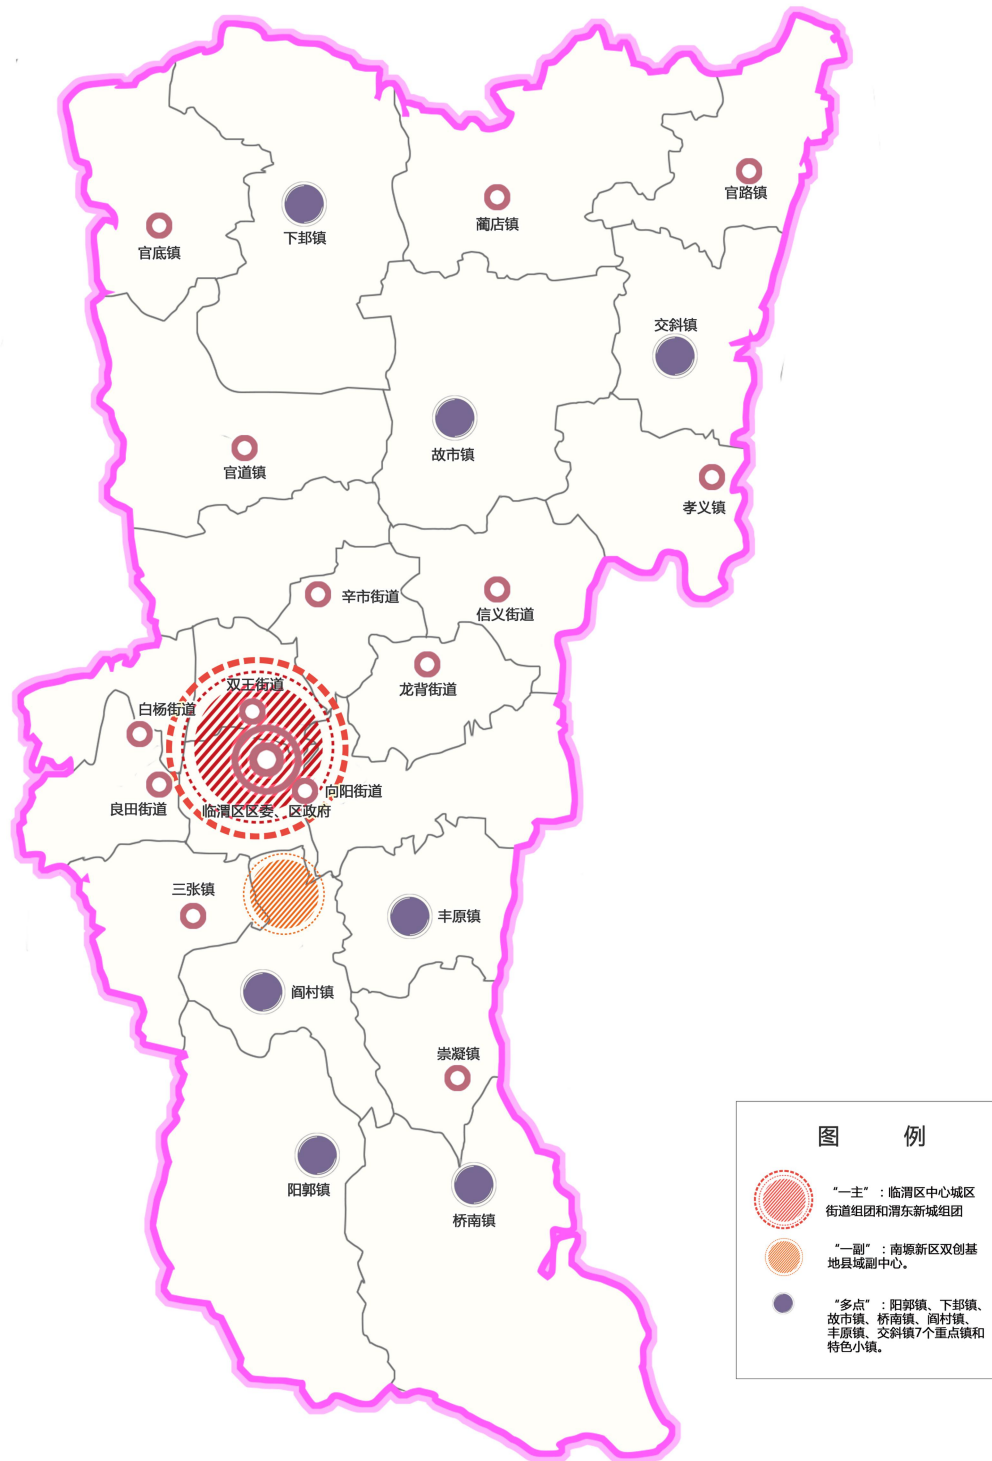 官路镇
蔺店镇
下邽镇
官底镇
交斜镇
故市镇
官道镇
孝义镇
辛市街道
信义街道
双王街道
龙背街道
白杨街道
向阳街道
良田街道
临渭区区委、区政府
三张镇
丰原镇
阎村镇
崇凝镇
阳郭镇
桥南镇
图 例
“一主”：临渭区中心城区
街道组团和渭东新城组团
“一副”：南塬新区双创基
地县域副中心。
“多点”：阳郭镇、下邽镇、
故市镇、桥南镇、阎村镇、
丰原镇、交斜镇7个重点镇和
特色小镇。